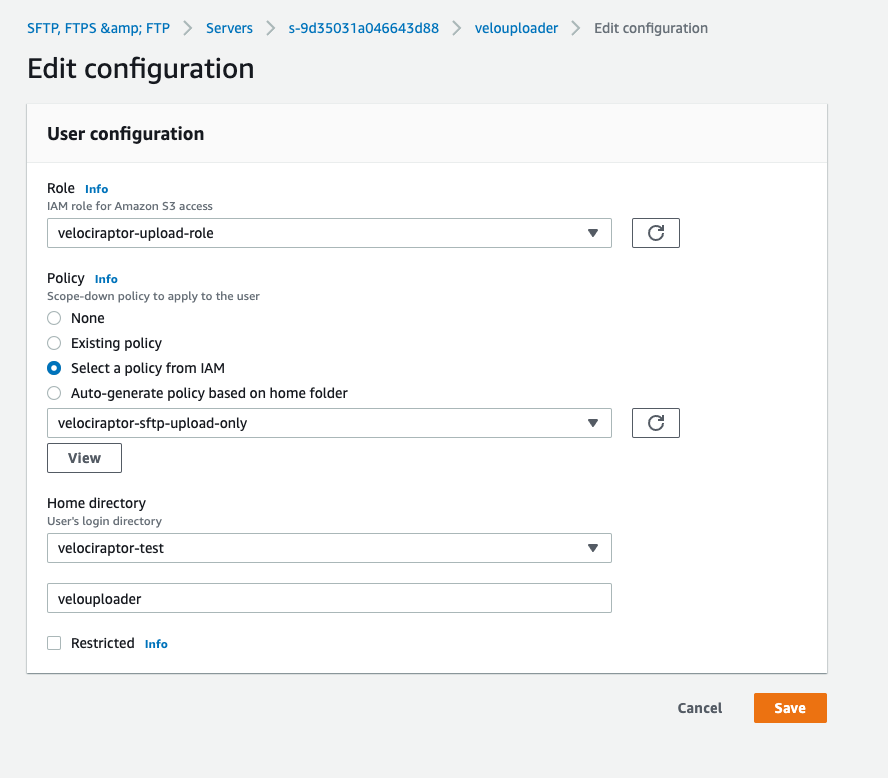 SFTP, FTPS &amp; FTP > Servers > s-9d35031a046643d88 > velouploader > Edit configuration
Edit configuration
User configuration
Role Info
IAM role for Amazon S3 access
velociraptor-upload-role
Policy Info
Scope-down policy to apply to the user
None
Existing policy
Select a policy from IAM
Auto-generate policy based on home folder
velociraptor-sftp-upload-only
View
Home directory
User's login directory
velociraptor-test
velouploader
Restricted Info
Cancel Save